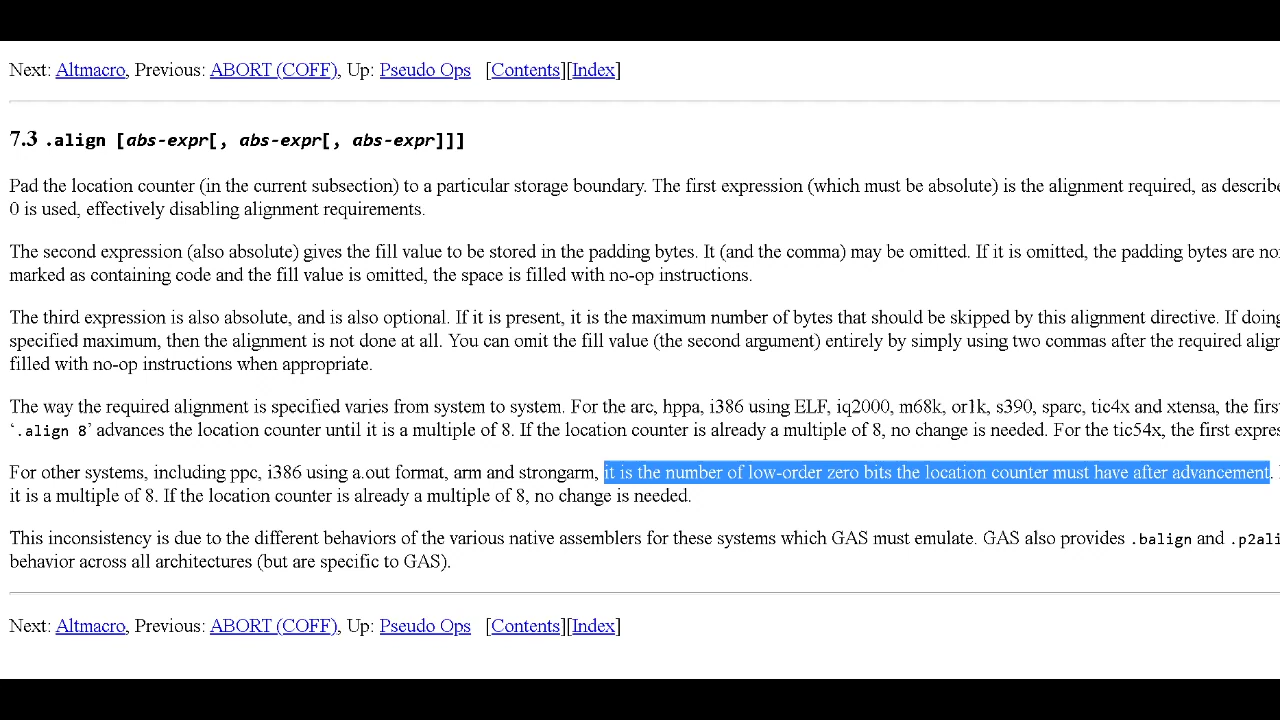 Next: Altmacro, Previous: ABORT (COFF), Up: Pseudo Ops [Contents][Index]
7.3 .align [abs-expr[, abs-expr[, abs-expr]]]
Pad the location counter (in the current subsection) to a particular storage boundary. The first expression (which must be absolute) is the alignment required, as
0 is used, effectively disabling alignment requirements.
The second expression (also absolute) gives the fill value to be stored in the padding bytes. It (and the comma) may be omitted. If it is omitted, the padding bytes are
marked as containing code and the fill value is omitted, the space is filled with no-op instructions.
The third expression is also absolute, and is also optional. If it is present, it is the maximum number of bytes that should be skipped by this alignment directive. If doing
specified maximum, then the alignment is not done at all. You can omit the fill value (the second argument) entirely by simply using two commas after the required
filled with no-op instructions when appropriate.
The way the required alignment is specified varies from system to system. For the arc, hppa, i386 using ELF, iq2000, m68k, or1k, s390, sparc, tic4x and xtensa, the
‘.align 8’ advances the location counter until it is a multiple of 8. If the location counter is already a multiple of 8, no change is needed. For the tic54x, the first
For other systems, including ppc, i386 using a.out format, arm and strongarm, it is the number of low-order zero bits the location counter must have after advancement.
it is a multiple of 8. If the location counter is already a multiple of 8, no change is needed.
This inconsistency is due to the different behaviors of the various native assemblers for these systems which GAS must emulate. GAS also provides .balign and
behavior across all architectures (but are specific to GAS).
Next: Altmacro, Previous: ABORT (COFF), Up: Pseudo Ops [Contents][Index]